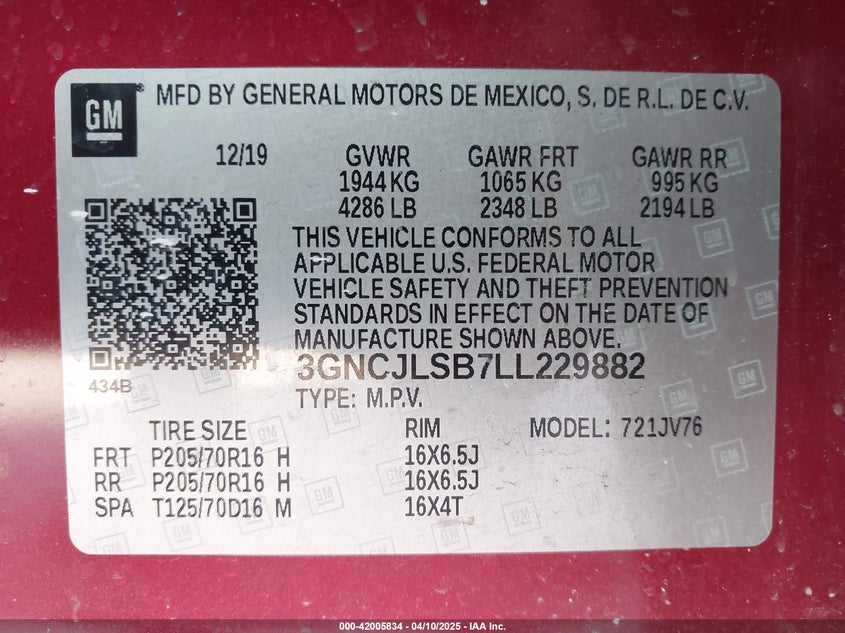 GM ® MFD BY GENERAL MOTORS DE MEXICO, S. DE R.L. DE C.V.
12/19 GVWR GAWR FRT GAWR RR
1944 KG 1065 KG 995 KG
4286 LB 2348 LB 2194 LB
THIS VEHICLE CONFORMS TO ALL
APPLICABLE U.S. FEDERAL MOTOR
VEHICLE SAFETY AND THEFT PREVENTION
STANDARDS IN EFFECT ON THE DATE OF
MANUFACTURE SHOWN ABOVE.
434B
3GNCJLSB7LL229882
TYPE: M.P.V.
TIRE SIZE RIM MODEL: 721JV76
FRT P205/70R16 H 16X6.5J
RR P205/70R16 H 16X6.5J
SPA T125/70D16 M 16X4T
000-42005834 - 04/10/2025 - IAA Inc.